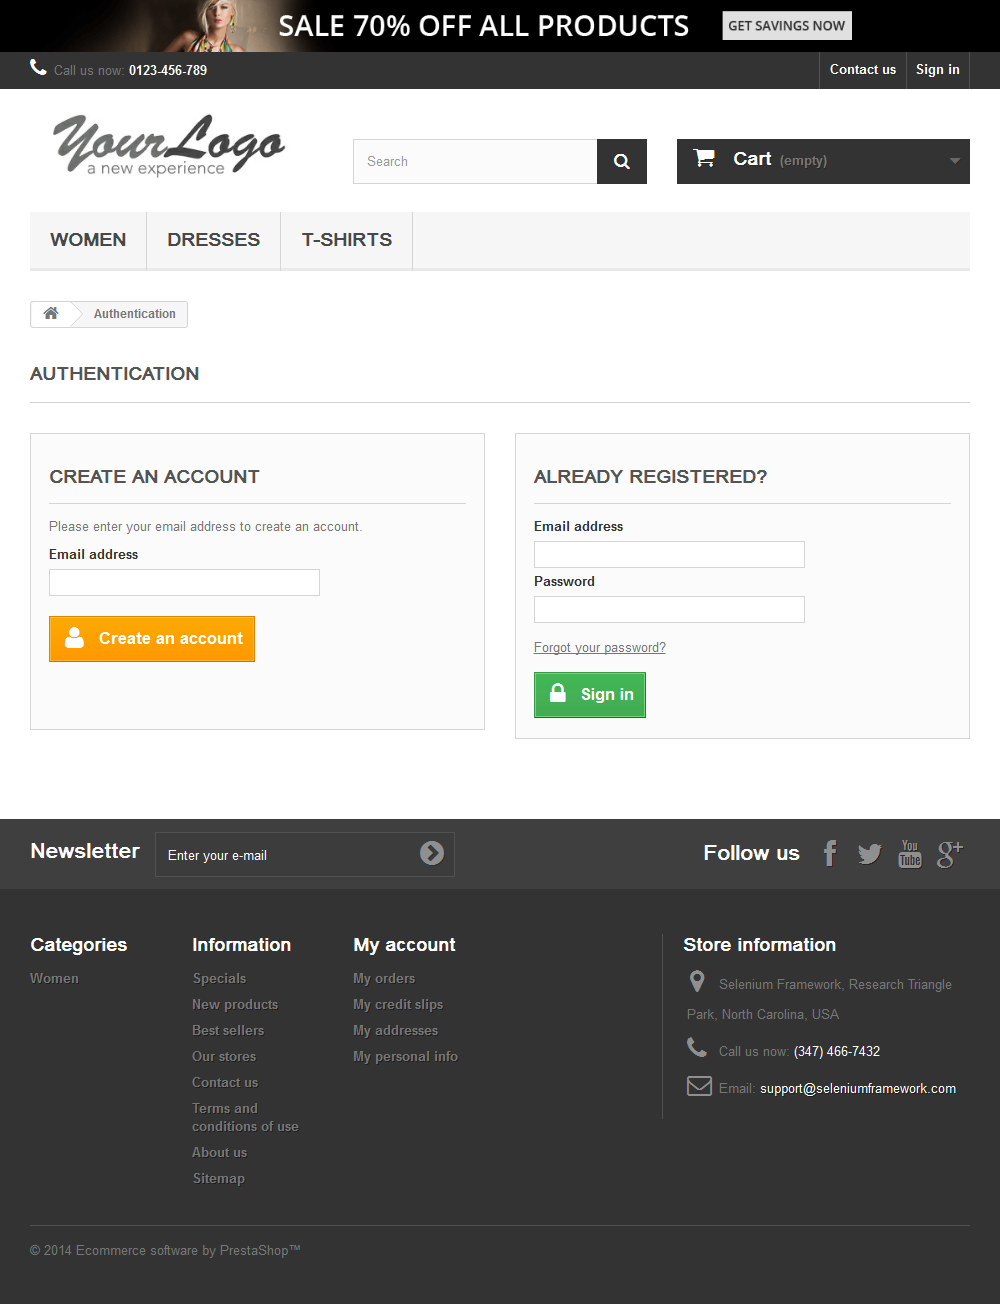 SALE 70% OFF ALL PRODUCTS GET SAVINGS NOW
Call us now: 0123-456-789 Contact us Sign in
YourLogo
a new experience
Search
Cart (empty)
WOMEN DRESSES T-SHIRTS
Authentication
AUTHENTICATION
CREATE AN ACCOUNT
Please enter your email address to create an account.
Email address
Create an account
ALREADY REGISTERED?
Email address
Password
Forgot your password?
Sign in
Newsletter Enter your e-mail
Follow us You Tube g+
Categories
Women
Information
Specials
New products
Best sellers
Our stores
Contact us
Terms and
conditions of use
About us
Sitemap
My account
My orders
My credit slips
My addresses
My personal info
Store information
Selenium Framework, Research Triangle
Park, North Carolina, USA
Call us now: (347) 466-7432
Email: support@seleniumframework.com
© 2014 Ecommerce software by PrestaShop™